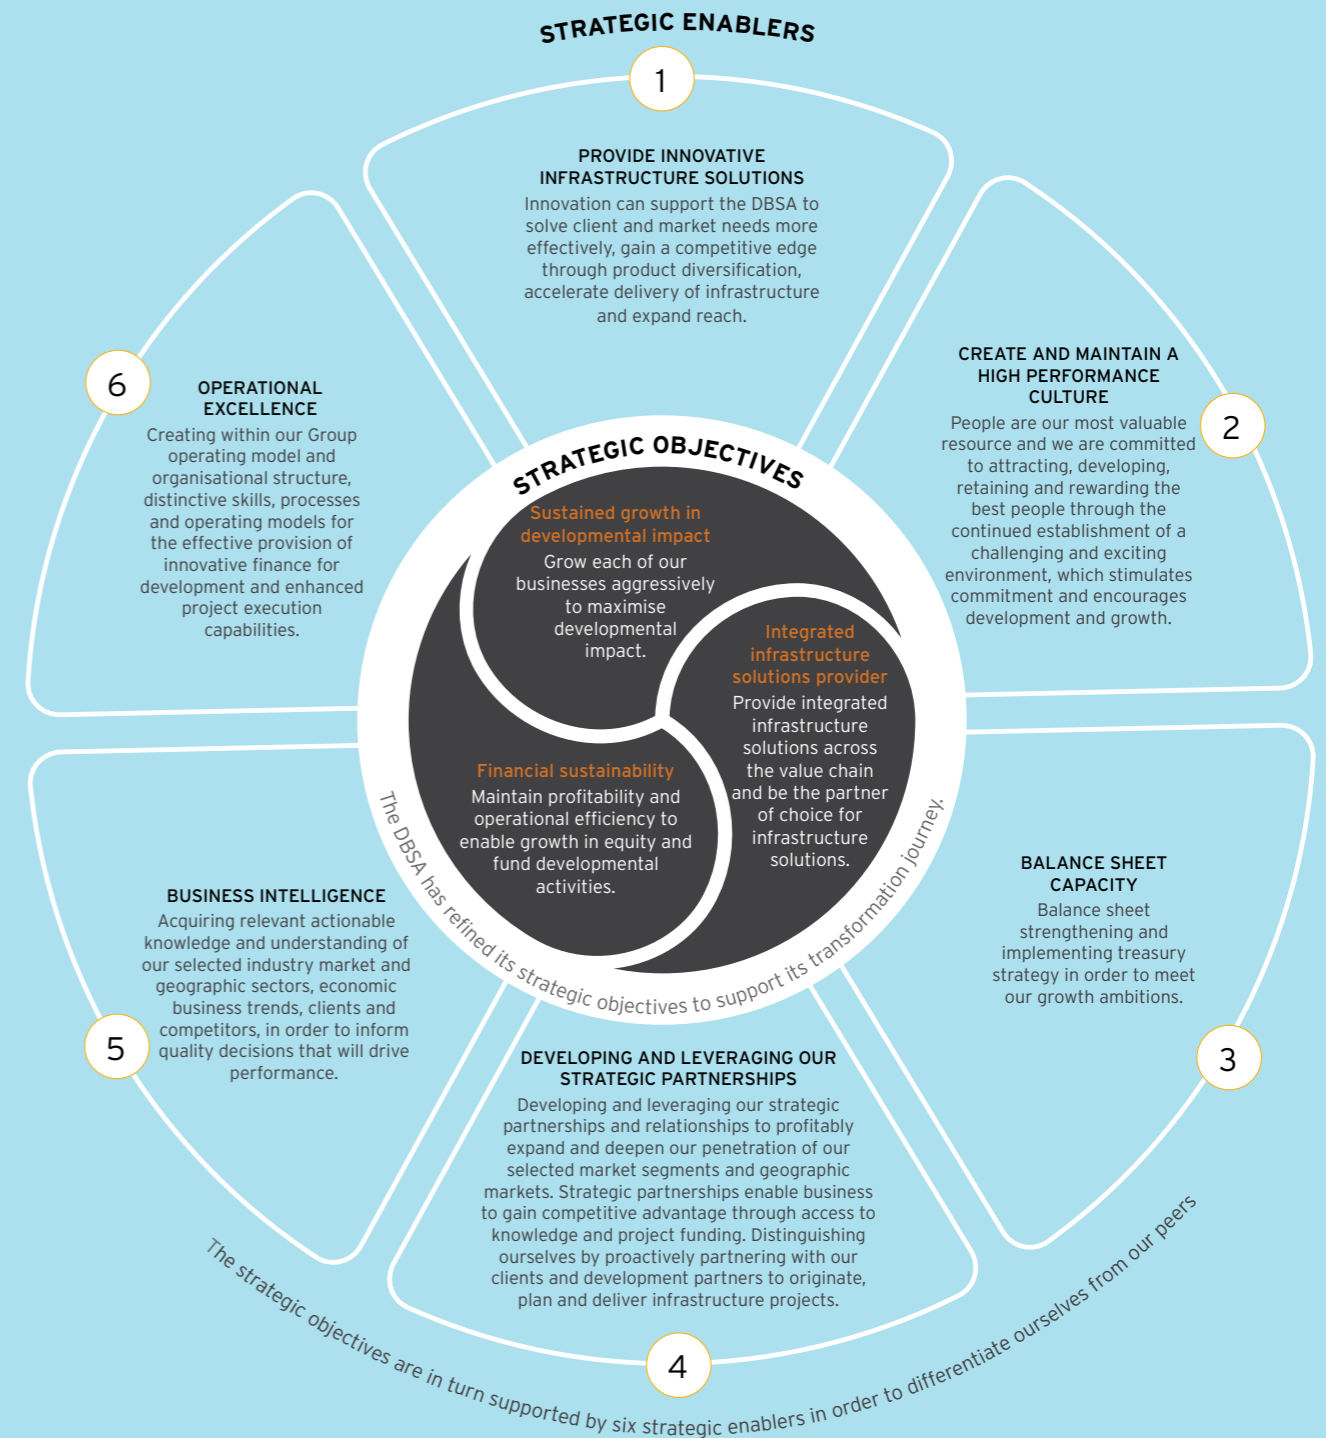 STRATEGIC ENABLERS
1
PROVIDE INNOVATIVE
INFRASTRUCTURE SOLUTIONS
Innovation can support the DBSA to
solve client and market needs more
effectively, gain a competitive edge
through product diversification,
accelerate delivery of infrastructure
and expand reach.
2
CREATE AND MAINTAIN A
HIGH PERFORMANCE
CULTURE
People are our most valuable
resource and we are committed
to attracting, developing,
retaining and rewarding the
best people through the
continued establishment of a
challenging and exciting
environment, which stimulates
commitment and encourages
development and growth.
3
BALANCE SHEET
CAPACITY
Balance sheet
strengthening and
implementing treasury
strategy in order to meet
our growth ambitions.
4
DEVELOPING AND LEVERAGING OUR
STRATEGIC PARTNERSHIPS
Developing and leveraging our strategic
partnerships and relationships to profitably
expand and deepen our penetration of our
selected market segments and geographic
markets. Strategic partnerships enable business
to gain competitive advantage through access to
knowledge and project funding. Distinguishing
ourselves by proactively partnering with our
clients and development partners to originate,
plan and deliver infrastructure projects.
5
BUSINESS INTELLIGENCE
Acquiring relevant actionable
knowledge and understanding of
our selected industry market and
geographic sectors, economic
business trends, clients and
competitors, in order to inform
quality decisions that will drive
performance.
6
OPERATIONAL
EXCELLENCE
Creating within our Group
operating model and
organisational structure,
distinctive skills, processes
and operating models for
the effective provision of
innovative finance for
development and enhanced
project execution
capabilities.
STRATEGIC OBJECTIVES
Sustained growth in
developmental impact
Grow each of our
businesses aggressively
to maximise
developmental
impact.
Integrated
infrastructure
solutions provider
Provide integrated
infrastructure
solutions across
the value chain
and be the partner
of choice for
infrastructure
solutions.
Financial sustainability
Maintain profitability and
operational efficiency to
enable growth in equity and
fund developmental
activities.
The DBSA has refined its strategic objectives to support its transformation journey.
The strategic objectives are in turn supported by six strategic enablers in order to differentiate ourselves from our peers